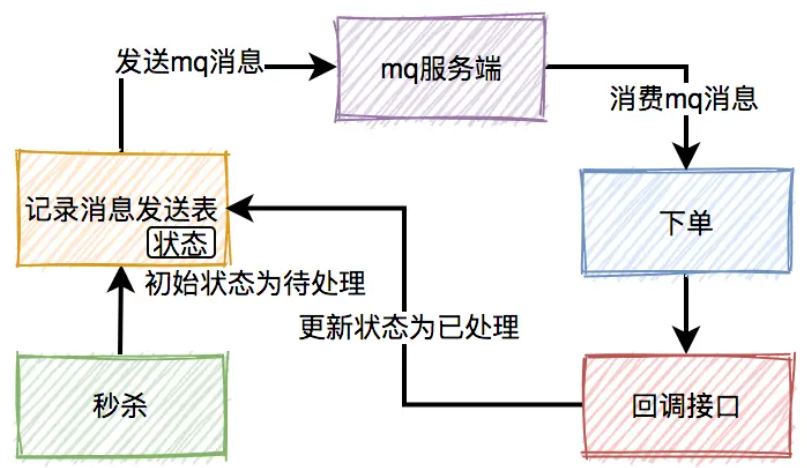 发送mq消息
mq服务端
消费mq消息
记录消息发送表
状态
下单
初始状态为待处理
更新状态为已处理
秒杀
回调接口